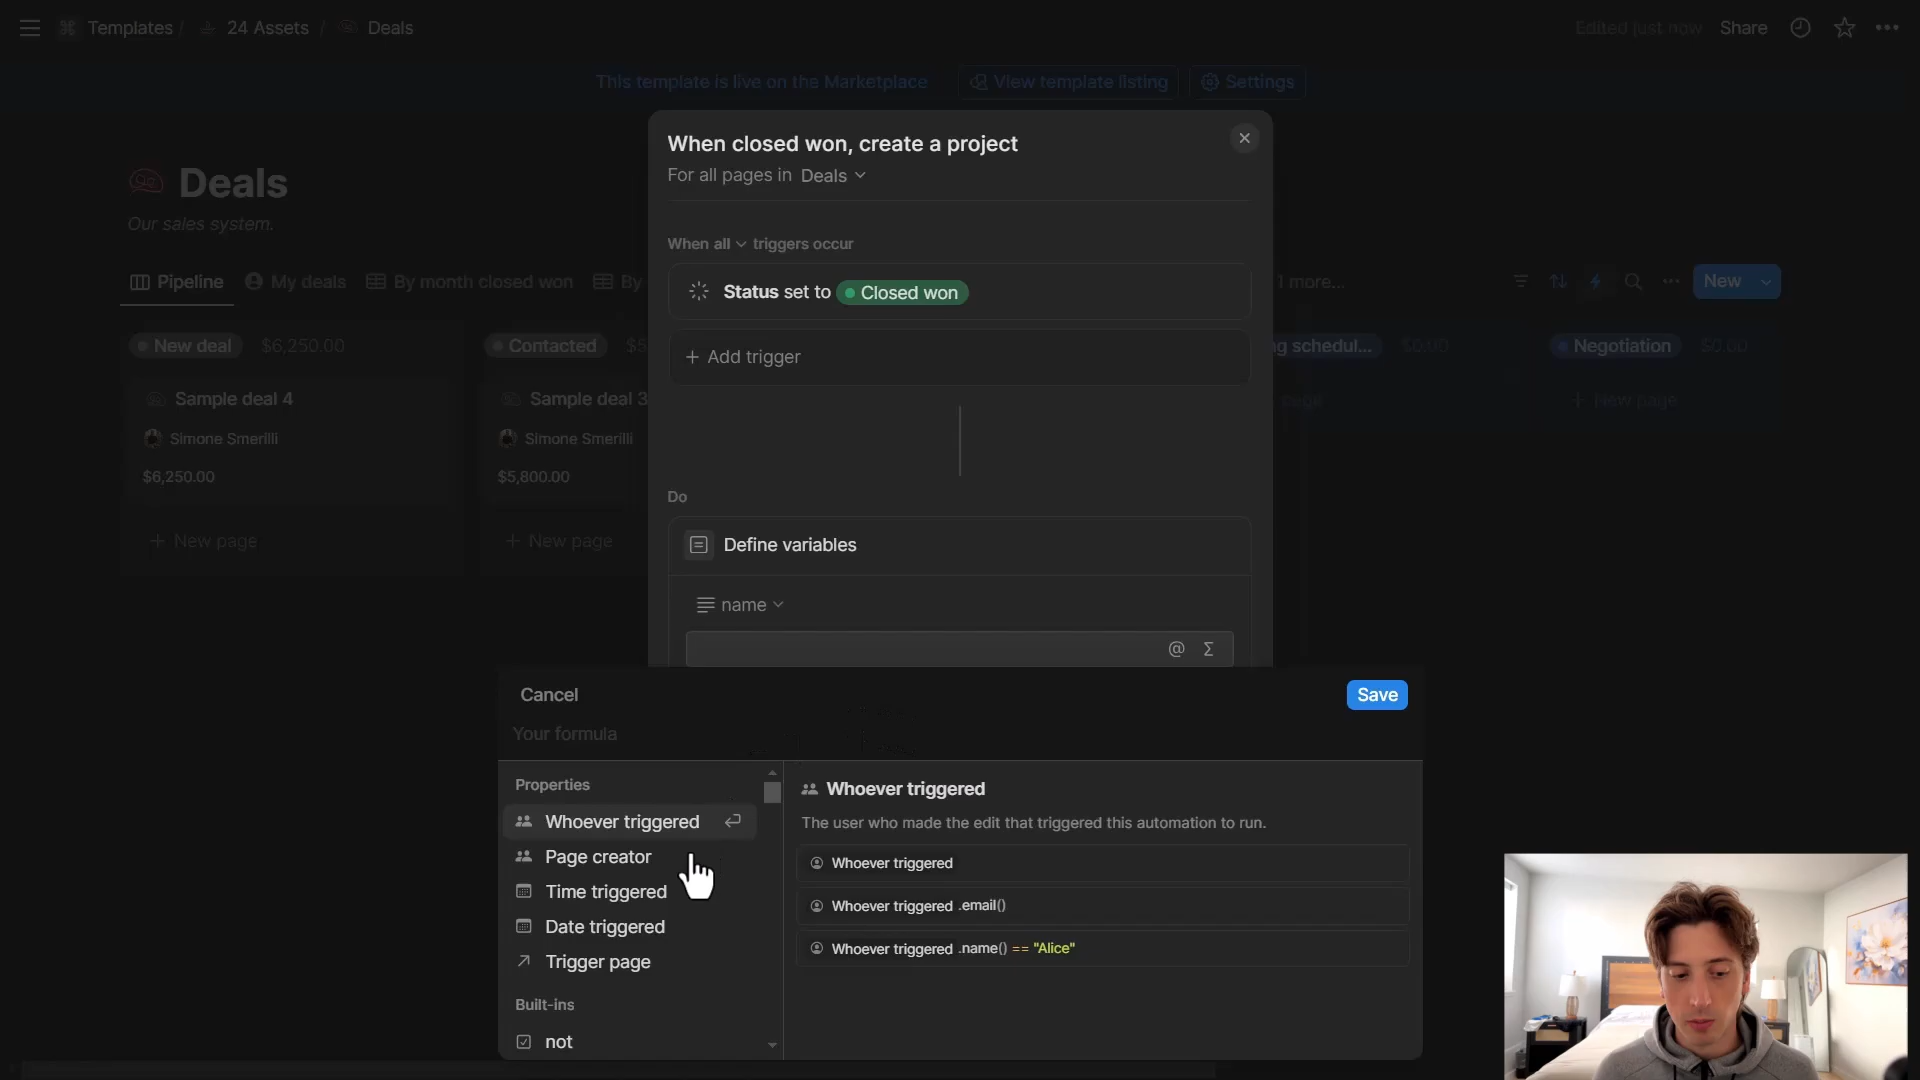 Templates / 24 Assets / Deals
Edited just now Share
This template is live on the Marketplace View template listing Settings
When closed won, create a project
For all pages in Deals
Deals
Our sales system.
When all triggers occur
Pipeline My deals By month closed won By 1 more... New
Status set to Closed won
New deal $6,250.00 Contacted $5 g schedul... $0.00 Negotiation $0.00
+ Add trigger
Sample deal 4 Sample deal 3 page + New page
Simone Smerilli Simone Smerilli
$6,250.00 $5,800.00
Do
+ New page + New page
Define variables
name
@ Σ
Cancel Save
Your formula
Properties
Whoever triggered
Page creator
Time triggered
Date triggered
Trigger page
Built-ins
not
Whoever triggered
The user who made the edit that triggered this automation to run.
Whoever triggered
Whoever triggered .email()
Whoever triggered .name() == "Alice"